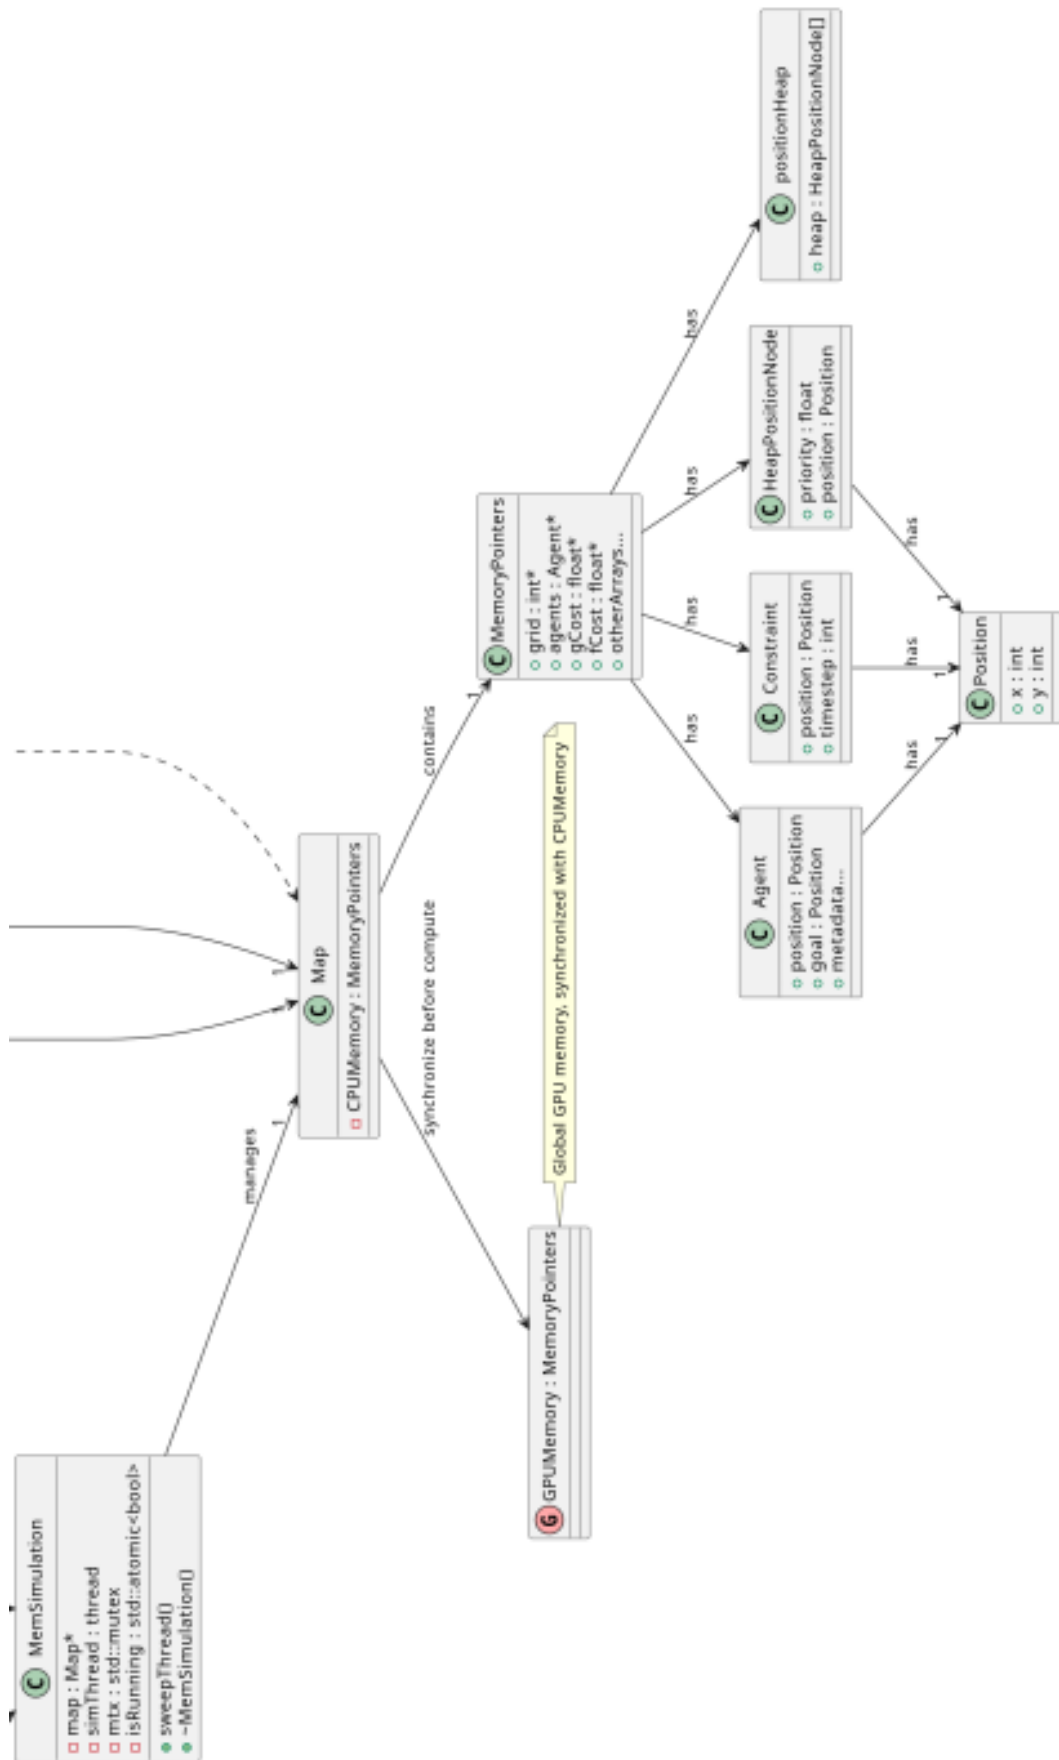 C MemSimulation
map : Map*
simThread : thread
mtx : std::mutex
isRunning : std::atomic<bool>
sweepThread()
~MemSimulation()
manages
1
1
1
C Map
CPUMemory : MemoryPointers
synchronize before compute
contains
1
G GPUMemory : MemoryPointers
Global GPU memory, synchronized with CPUMemory
C MemoryPointers
grid : int*
agents : Agent*
gCost : float*
fCost : float*
otherArrays...
has
has
has
has
C Agent
position : Position
goal : Position
metadata...
C Constraint
position : Position
timestep : int
C HeapPositionNode
priority : float
position : Position
C positionHeap
heap : HeapPositionNode[]
has
has
has
1
1
1
C Position
x : int
y : int